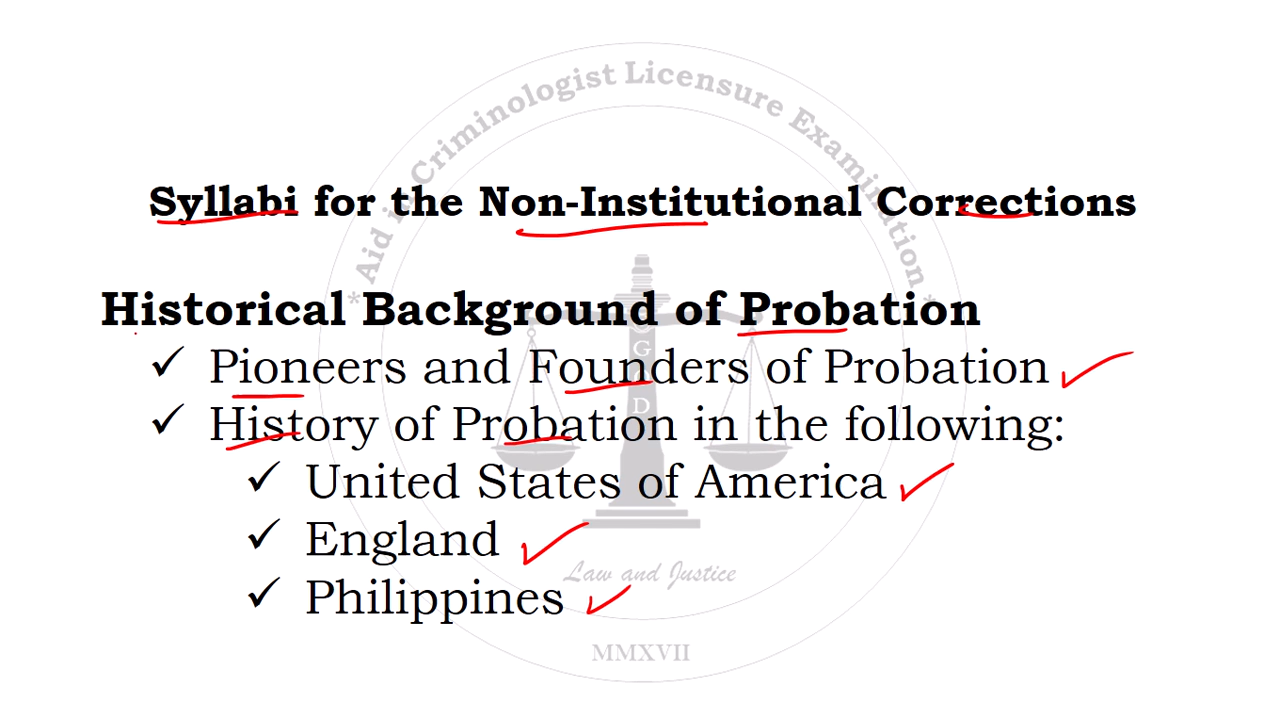 * Aid in Criminologist Licensure Examination *
Syllabi for the Non-Institutional Corrections
Historical Background of Probation
✓ Pioneers and Founders of Probation
✓ History of Probation in the following:
✓ United States of America
✓ England
✓ Philippines
Law and Justice
MMXVII